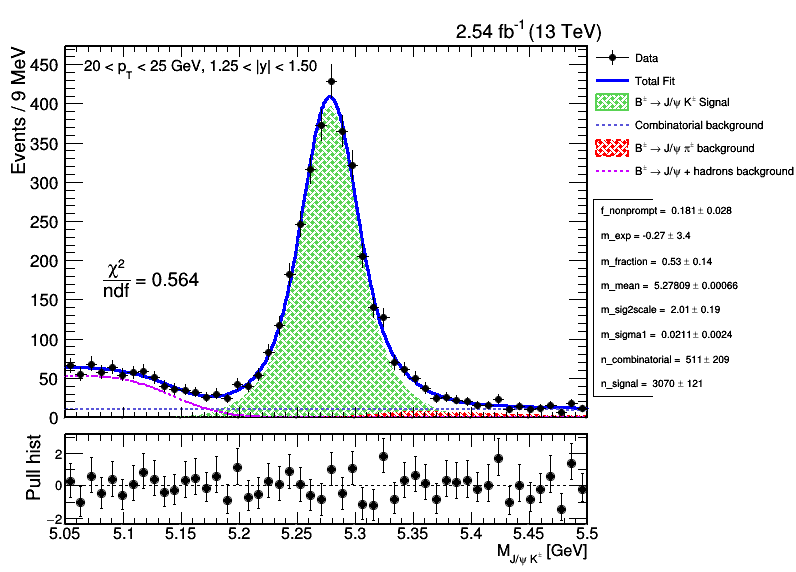 2.54 fb⁻¹ (13 TeV)
Events / 9 MeV
450
400
350
300
250
200
150
100
50
0
20 < p_T < 25 GeV, 1.25 < |y| < 1.50
χ²/ndf = 0.564
Data
Total Fit
B± → J/ψ K± Signal
Combinatorial background
B± → J/ψ π± background
B± → J/ψ + hadrons background
f_nonprompt = 0.181 ± 0.028
m_exp = -0.27 ± 3.4
m_fraction = 0.53 ± 0.14
m_mean = 5.27809 ± 0.00066
m_sig2scale = 2.01 ± 0.19
m_sigma1 = 0.0211 ± 0.0024
n_combinatorial = 511 ± 209
n_signal = 3070 ± 121
Pull hist
2
0
−2
5.05 5.1 5.15 5.2 5.25 5.3 5.35 5.4 5.45 5.5
M_J/ψ K± [GeV]